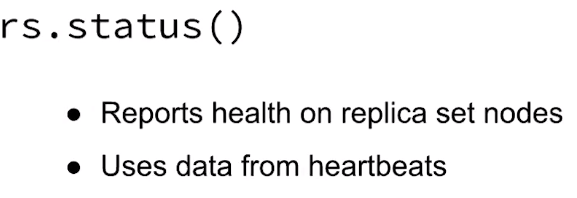 rs.status()
● Reports health on replica set nodes
● Uses data from heartbeats